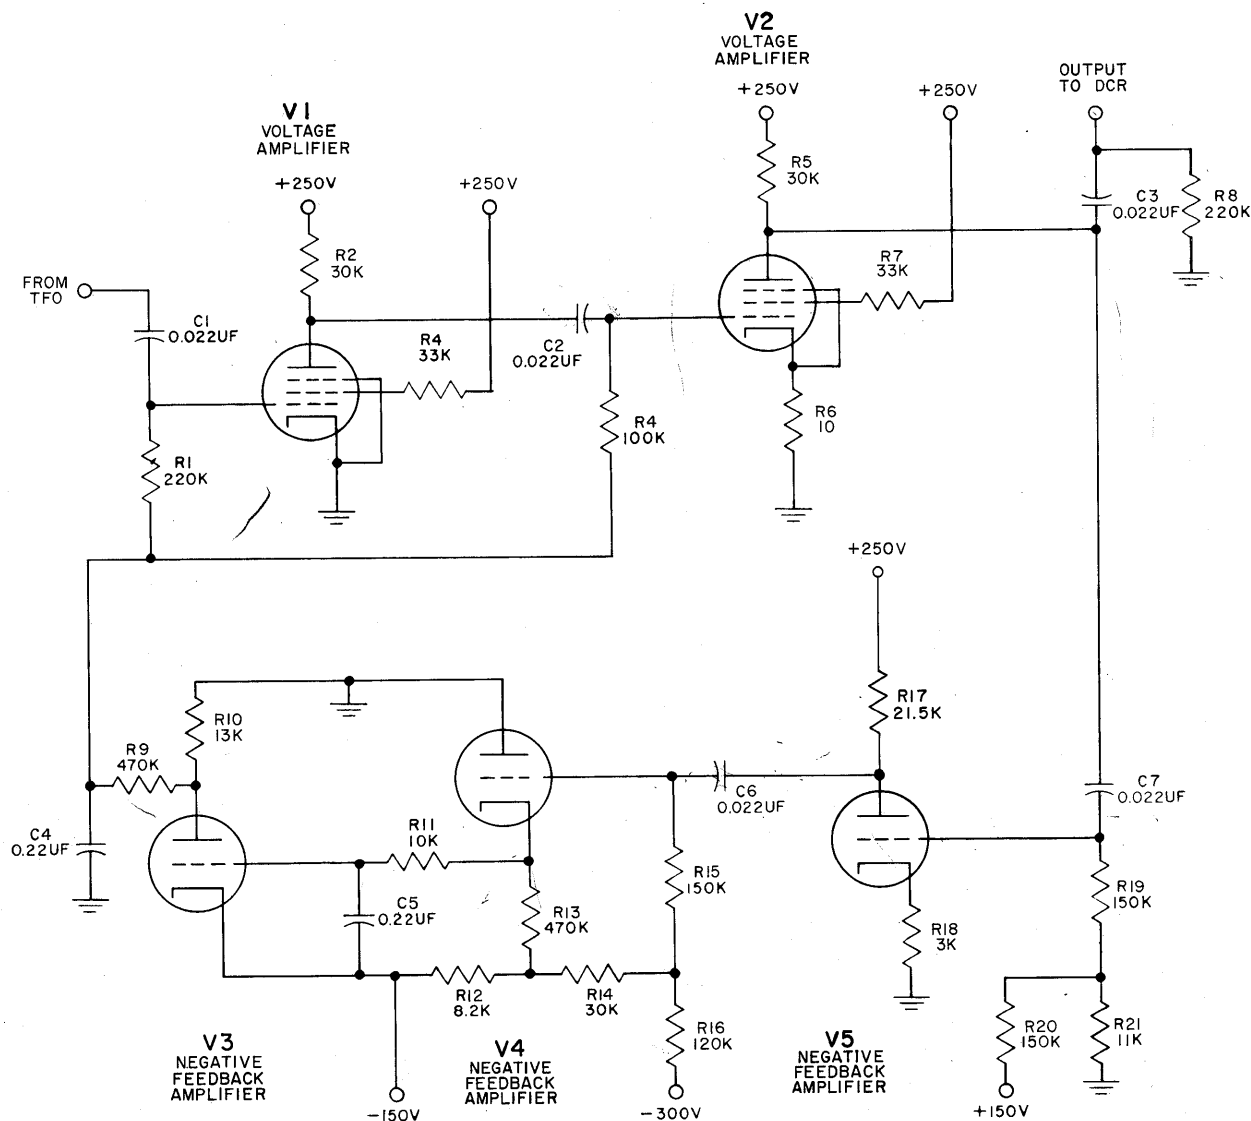 V2
VOLTAGE
AMPLIFIER
+250V
+250V
OUTPUT
TO DCR
V1
VOLTAGE
AMPLIFIER
+250V
+250V
R5
30K
C3
0.022UF
R8
220K
R2
30K
R7
33K
FROM
TFO
C1
0.022UF
R4
33K
C2
0.022UF
R6
10
R4
100K
R1
220K
+250V
R17
21.5K
R10
13K
R9
470K
C6
0.022UF
C7
0.022UF
C4
0.22UF
R11
10K
R15
150K
R19
150K
C5
0.22UF
R13
470K
R18
3K
R12
8.2K
R14
30K
R16
120K
R20
150K
R21
11K
V3
NEGATIVE
FEEDBACK
AMPLIFIER
V4
NEGATIVE
FEEDBACK
AMPLIFIER
V5
NEGATIVE
FEEDBACK
AMPLIFIER
-150V
-300V
+150V